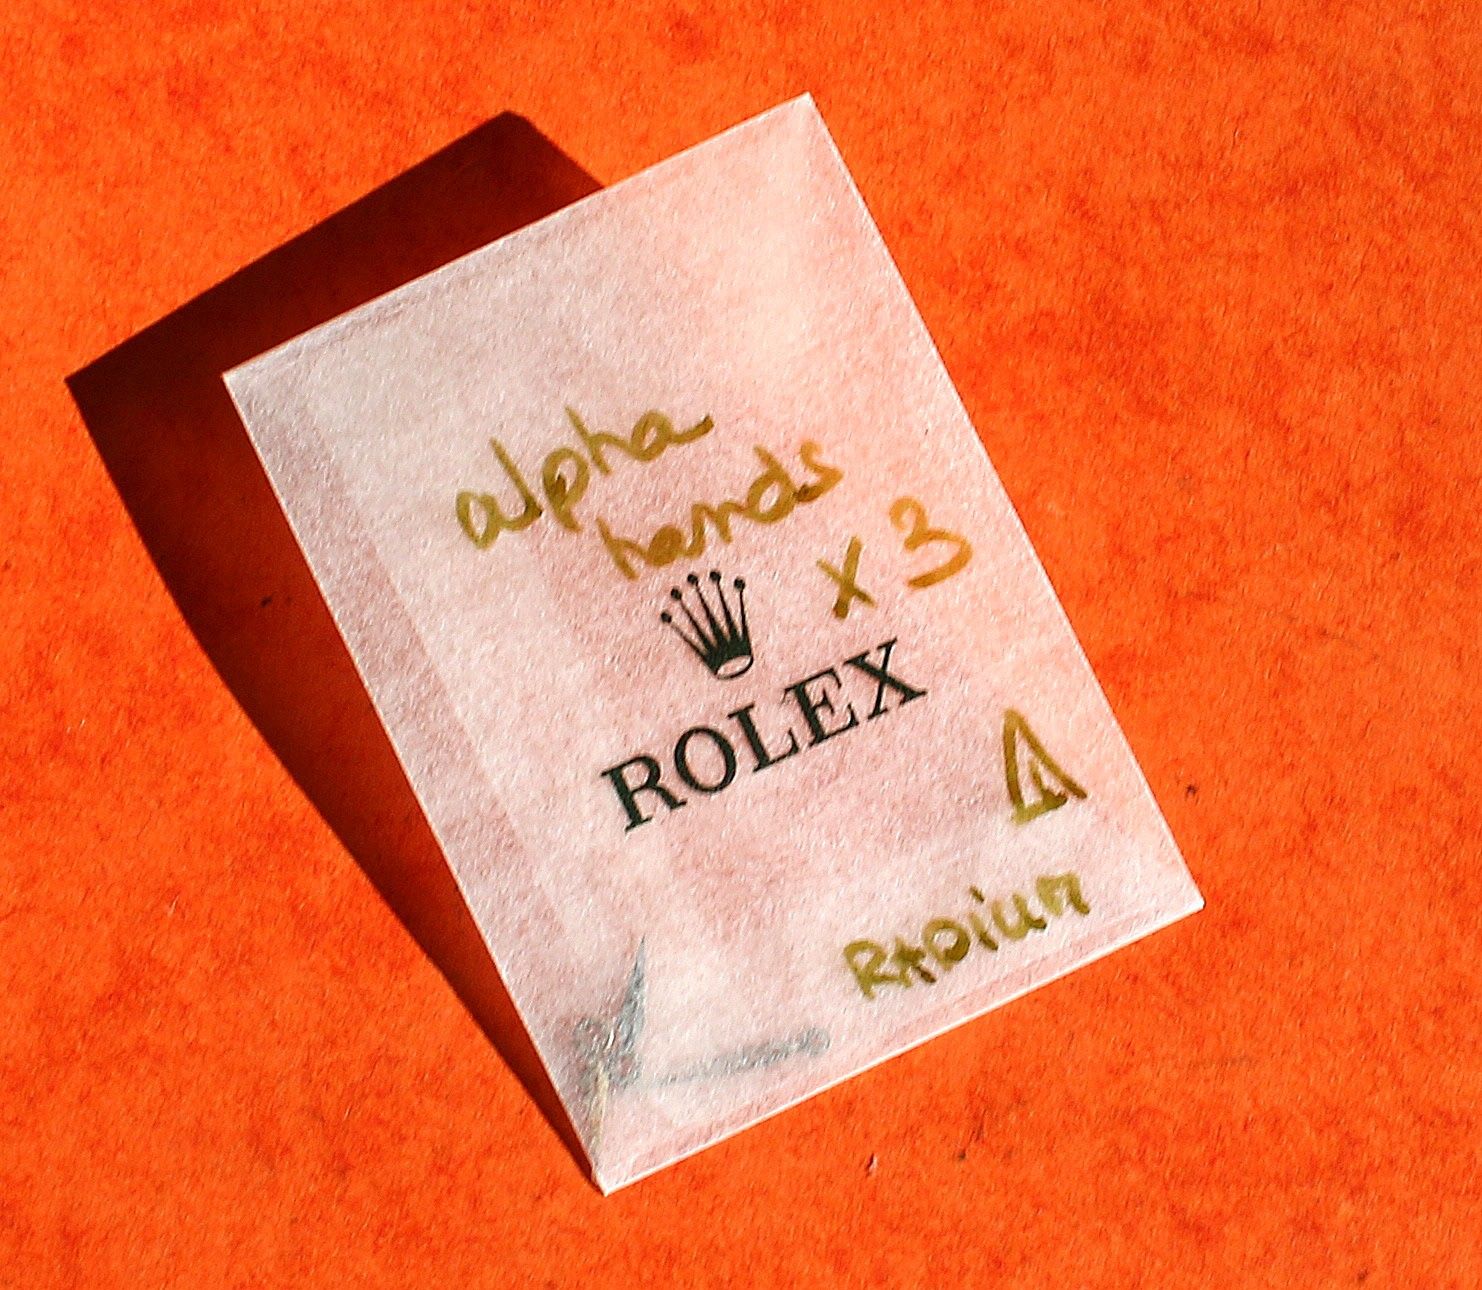 alpha
hands
x 3
ROLEX
RADiUM